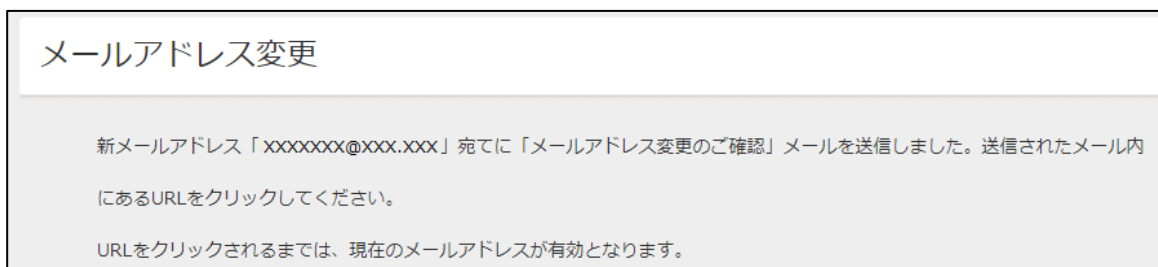 メールアドレス変更
新メールアドレス「 XXXXXXX@XXX.XXX」宛てに「メールアドレス変更のご確認」メールを送信しました。送信されたメール内
にあるURLをクリックしてください。
URLをクリックされるまでは、現在のメールアドレスが有効となります。